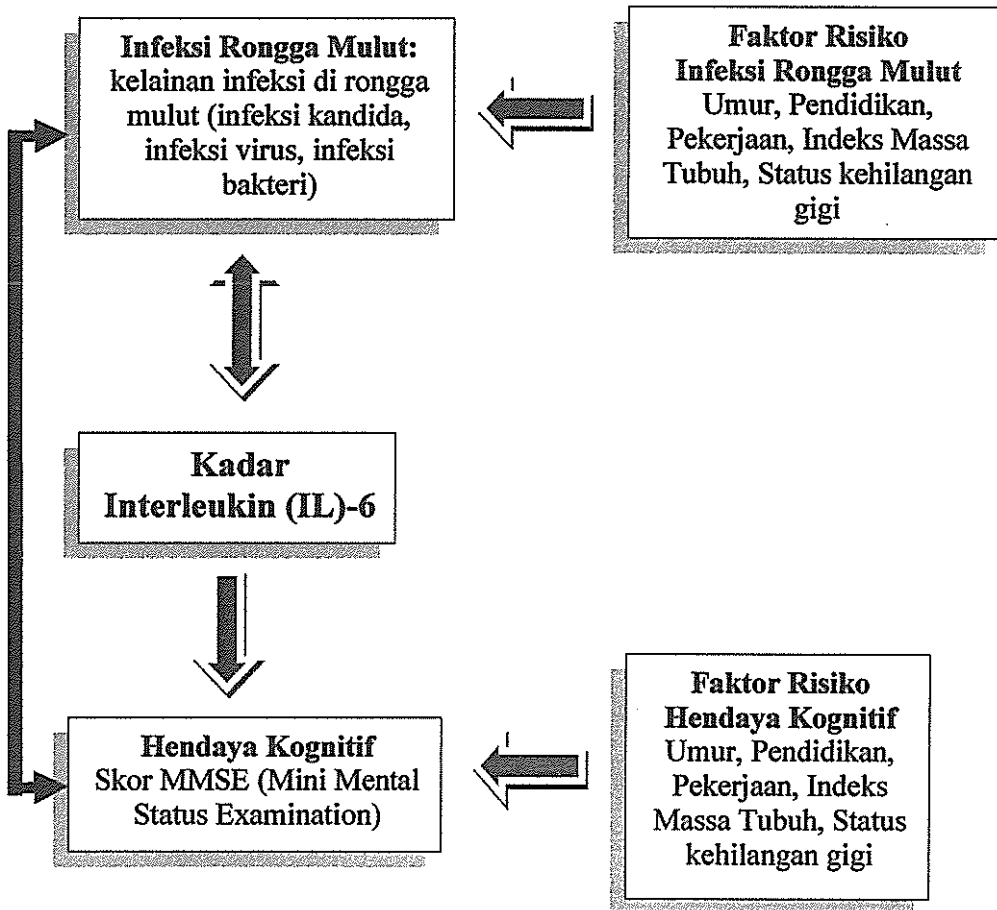 Infeksi Rongga Mulut:
kelainan infeksi di rongga
mulut (infeksi kandida,
infeksi virus, infeksi
bakteri)
Faktor Risiko
Infeksi Rongga Mulut
Umur, Pendidikan,
Pekerjaan, Indeks Massa
Tubuh, Status kehilangan
gigi
Kadar
Interleukin (IL)-6
Hendaya Kognitif
Skor MMSE (Mini Mental
Status Examination)
Faktor Risiko
Hendaya Kognitif
Umur, Pendidikan,
Pekerjaan, Indeks
Massa Tubuh, Status
kehilangan gigi